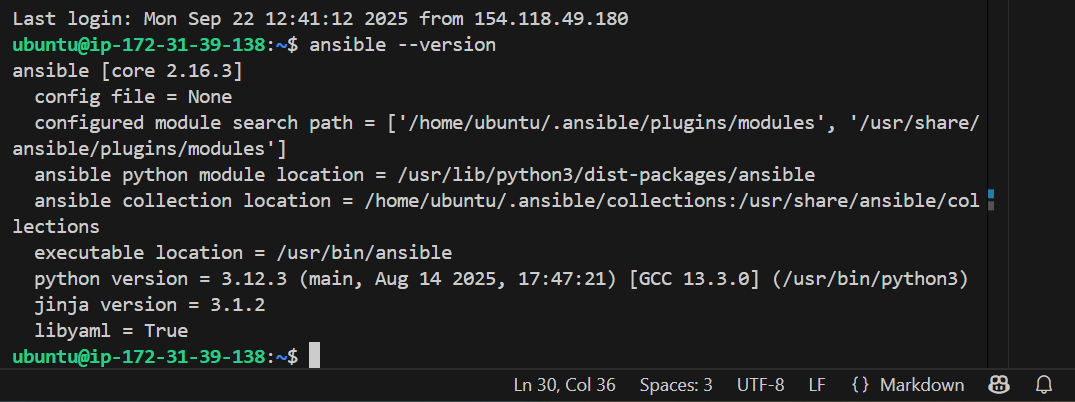 Last login: Mon Sep 22 12:41:12 2025 from 154.118.49.180
ubuntu@ip-172-31-39-138:~$ ansible --version
ansible [core 2.16.3]
  config file = None
  configured module search path = ['/home/ubuntu/.ansible/plugins/modules', '/usr/share/
ansible/plugins/modules']
  ansible python module location = /usr/lib/python3/dist-packages/ansible
  ansible collection location = /home/ubuntu/.ansible/collections:/usr/share/ansible/col
lections
  executable location = /usr/bin/ansible
  python version = 3.12.3 (main, Aug 14 2025, 17:47:21) [GCC 13.3.0] (/usr/bin/python3)
  jinja version = 3.1.2
  libyaml = True
ubuntu@ip-172-31-39-138:~$
Ln 30, Col 36 Spaces: 3 UTF-8 LF {} Markdown